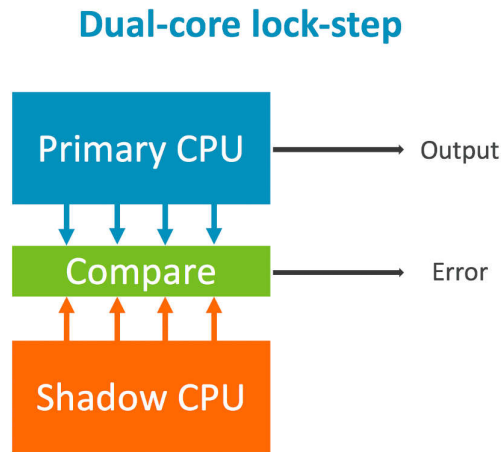 Dual-core lock-step
Primary CPU
Output
Compare
Error
Shadow CPU